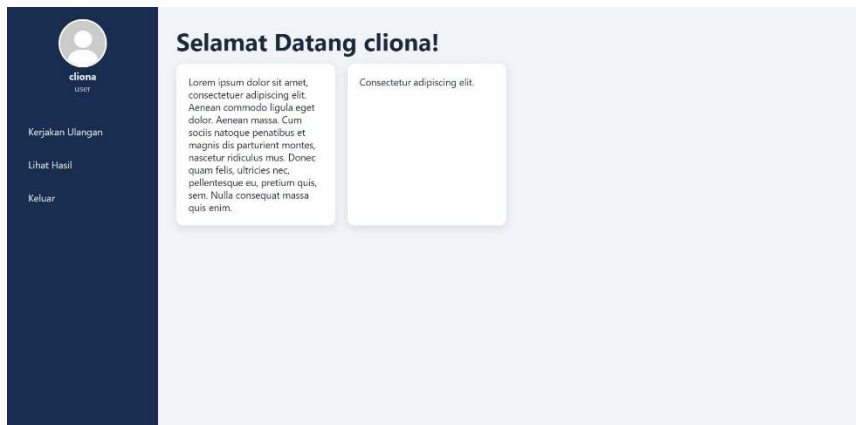 cliona
user
Kerjakan Ulangan
Lihat Hasil
Keluar
Selamat Datang cliona!
Lorem ipsum dolor sit amet,
consectetuer adipiscing elit.
Aenean commodo ligula eget
dolor. Aenean massa. Cum
sociis natoque penatibus et
magnis dis parturient montes,
nascetur ridiculus mus. Donec
quam felis, ultricies nec,
pellentesque eu, pretium quis,
sem. Nulla consequat massa
quis enim.
Consectetur adipiscing elit.